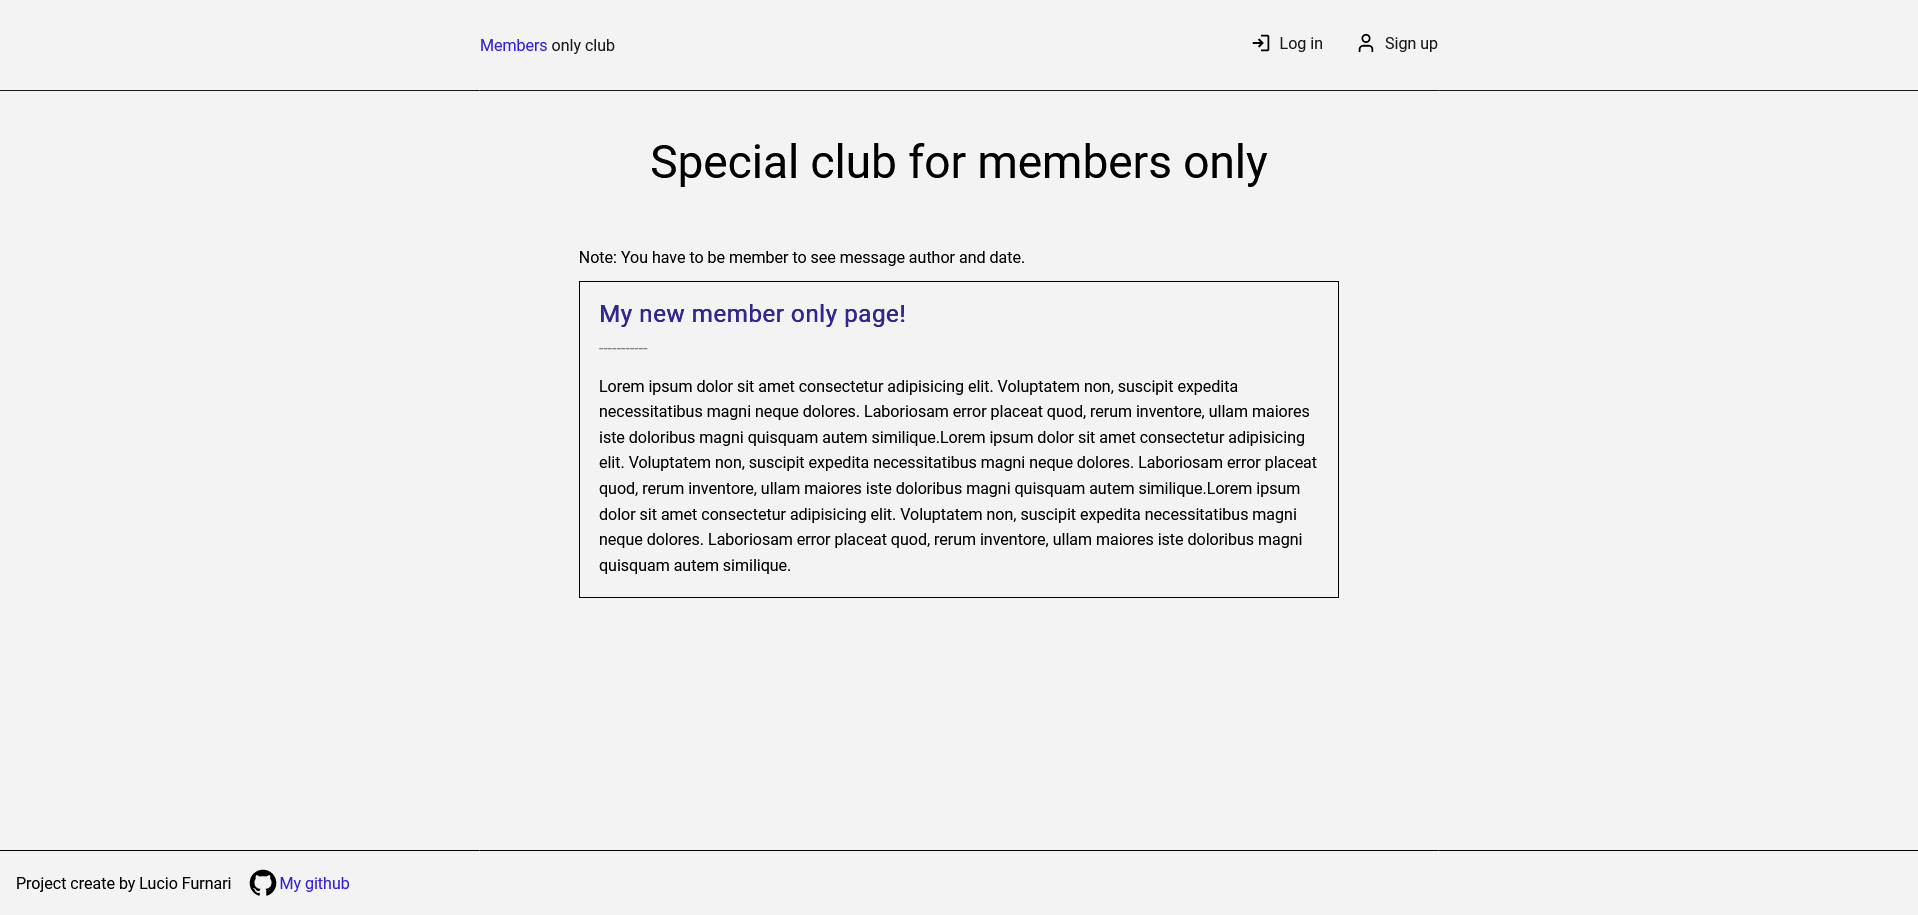 Members only club
Log in
Sign up
Special club for members only
Note: You have to be member to see message author and date.
My new member only page!
-----------
Lorem ipsum dolor sit amet consectetur adipisicing elit. Voluptatem non, suscipit expedita
necessitatibus magni neque dolores. Laboriosam error placeat quod, rerum inventore, ullam maiores
iste doloribus magni quisquam autem similique.Lorem ipsum dolor sit amet consectetur adipisicing
elit. Voluptatem non, suscipit expedita necessitatibus magni neque dolores. Laboriosam error placeat
quod, rerum inventore, ullam maiores iste doloribus magni quisquam autem similique.Lorem ipsum
dolor sit amet consectetur adipisicing elit. Voluptatem non, suscipit expedita necessitatibus magni
neque dolores. Laboriosam error placeat quod, rerum inventore, ullam maiores iste doloribus magni
quisquam autem similique.
Project create by Lucio Furnari
My github